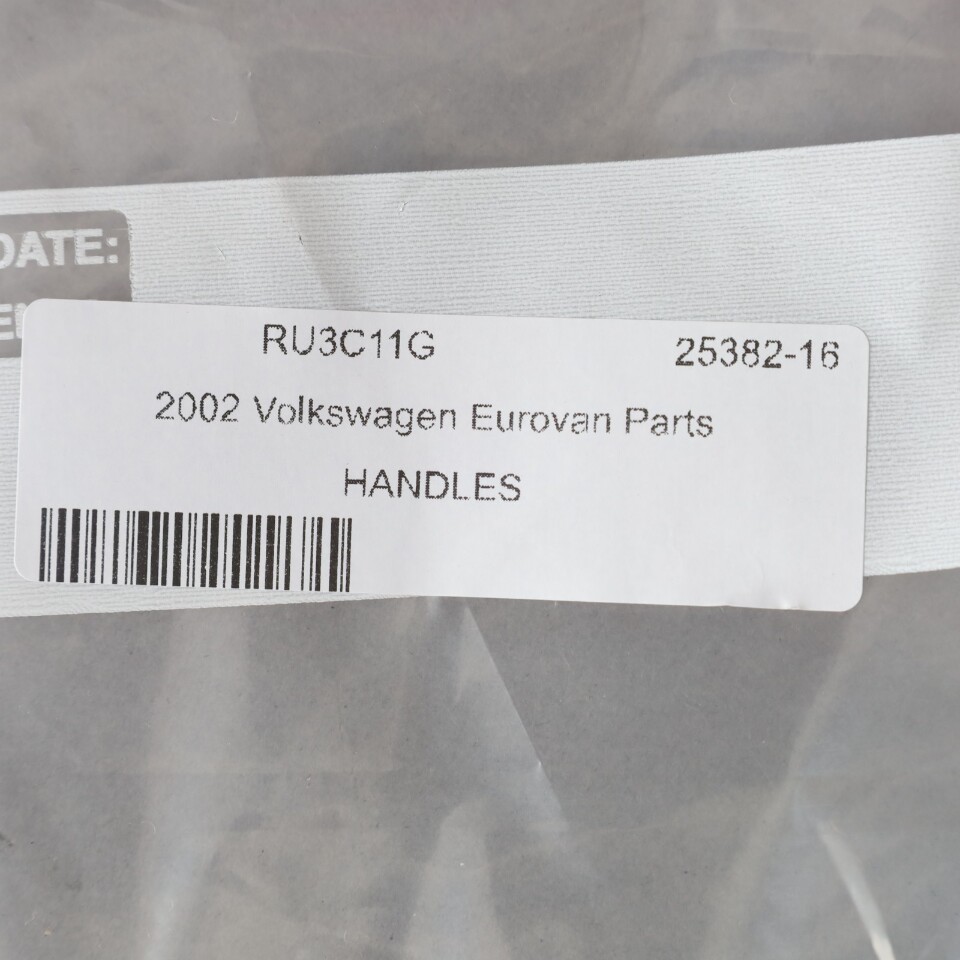 DATE:
RU3C11G 25382-16
2002 Volkswagen Eurovan Parts
HANDLES